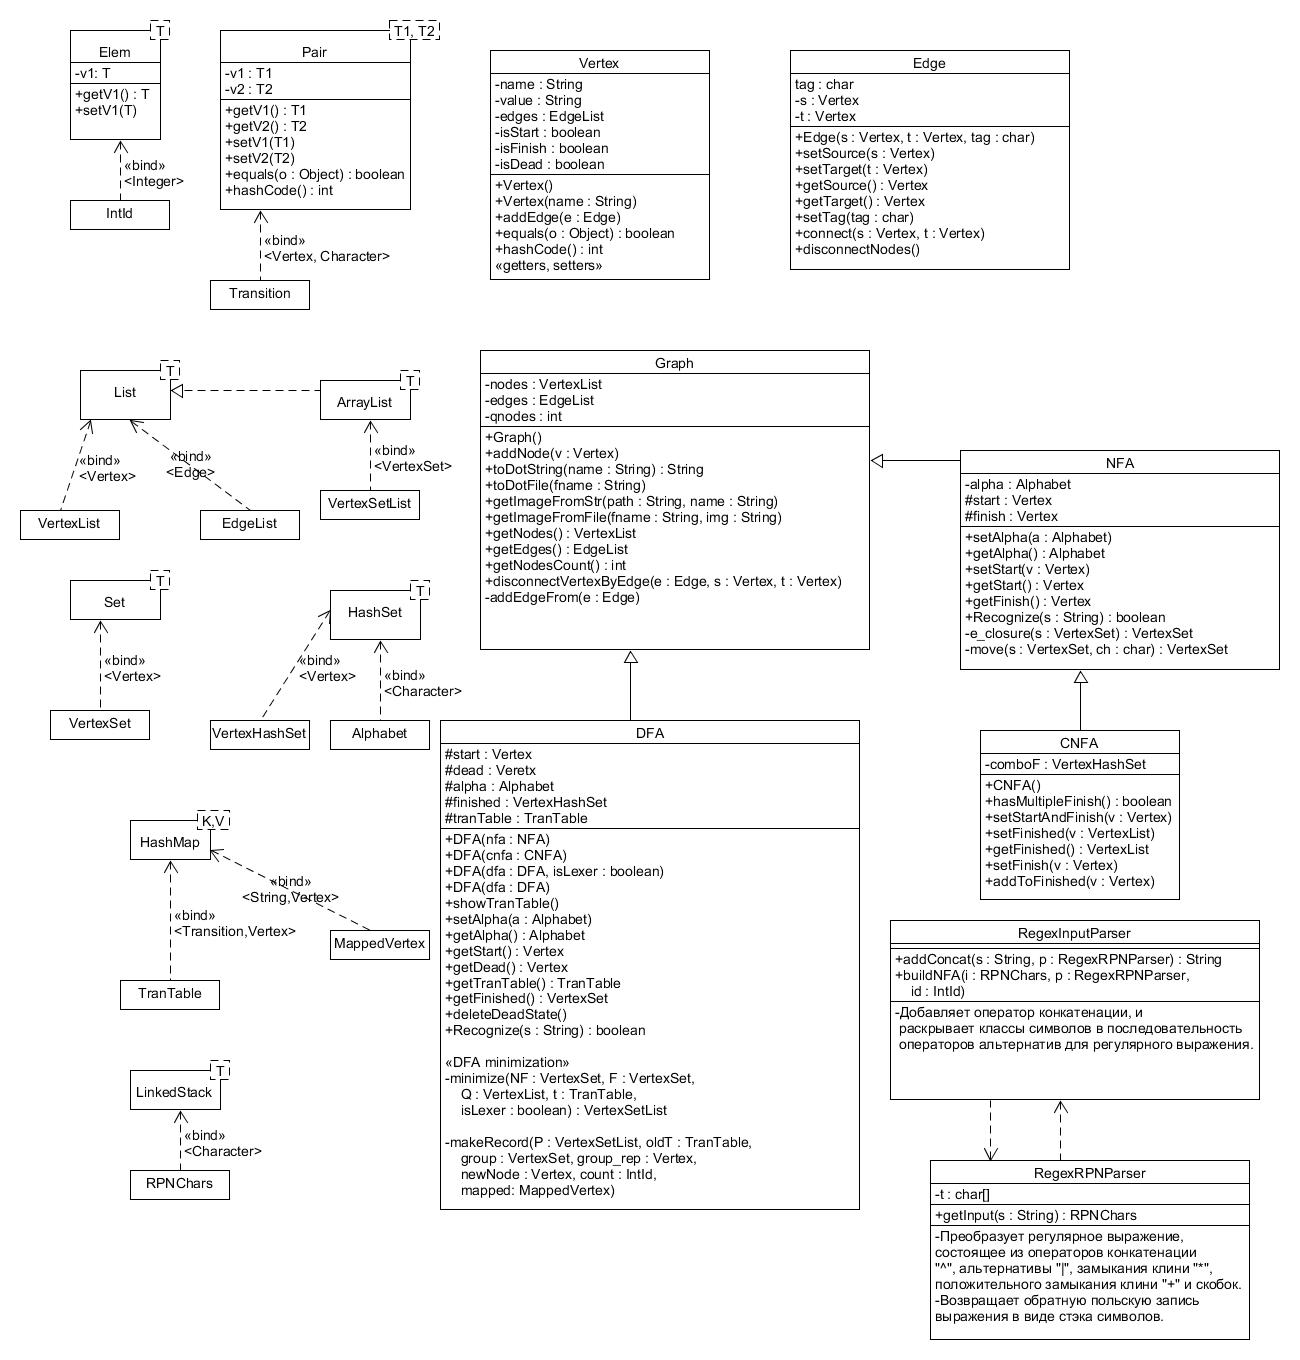 T
Elem
-v1: T
+getV1() : T
+setV1(T)
«bind»
<Integer>
IntId
T1, T2
Pair
-v1 : T1
-v2 : T2
+getV1() : T1
+getV2() : T2
+setV1(T1)
+setV2(T2)
+equals(o : Object) : boolean
+hashCode() : int
«bind»
<Vertex, Character>
Transition
Vertex
-name : String
-value : String
-edges : EdgeList
-isStart : boolean
-isFinish : boolean
-isDead : boolean
+Vertex()
+Vertex(name : String)
+addEdge(e : Edge)
+equals(o : Object) : boolean
+hashCode() : int
«getters, setters»
Edge
tag : char
-s : Vertex
-t : Vertex
+Edge(s : Vertex, t : Vertex, tag : char)
+setSource(s : Vertex)
+setTarget(t : Vertex)
+getSource() : Vertex
+getTarget() : Vertex
+setTag(tag : char)
+connect(s : Vertex, t : Vertex)
+disconnectNodes()
T
List
«bind»
<Vertex>
«bind»
<Edge>
VertexList
EdgeList
T
ArrayList
«bind»
<VertexSet>
VertexSetList
Graph
-nodes : VertexList
-edges : EdgeList
-qnodes : int
+Graph()
+addNode(v : Vertex)
+toDotString(name : String) : String
+toDotFile(fname : String)
+getImageFromStr(path : String, name : String)
+getImageFromFile(fname : String, img : String)
+getNodes() : VertexList
+getEdges() : EdgeList
+getNodesCount() : int
+disconnectVertexByEdge(e : Edge, s : Vertex, t : Vertex)
-addEdgeFrom(e : Edge)
NFA
-alpha : Alphabet
#start : Vertex
#finish : Vertex
+setAlpha(a : Alphabet)
+getAlpha() : Alphabet
+setStart(v : Vertex)
+getStart() : Vertex
+getFinish() : Vertex
+Recognize(s : String) : boolean
-e_closure(s : VertexSet) : VertexSet
-move(s : VertexSet, ch : char) : VertexSet
T
Set
«bind»
<Vertex>
VertexSet
T
HashSet
«bind»
<Vertex>
«bind»
<Character>
VertexHashSet
Alphabet
DFA
#start : Vertex
#dead : Veretx
#alpha : Alphabet
#finished : VertexHashSet
#tranTable : TranTable
+DFA(nfa : NFA)
+DFA(cnfa : CNFA)
+DFA(dfa : DFA, isLexer : boolean)
+DFA(dfa : DFA)
+showTranTable()
+setAlpha(a : Alphabet)
+getAlpha() : Alphabet
+getStart() : Vertex
+getDead() : Vertex
+getTranTable() : TranTable
+getFinished() : VertexSet
+deleteDeadState()
+Recognize(s : String) : boolean
«DFA minimization»
-minimize(NF : VertexSet, F : VertexSet,
Q : VertexList, t : TranTable,
isLexer : boolean) : VertexSetList
-makeRecord(P : VertexSetList, oldT : TranTable,
group : VertexSet, group_rep : Vertex,
newNode : Vertex, count : IntId,
mapped: MappedVertex)
CNFA
-comboF : VertexHashSet
+CNFA()
+hasMultipleFinish() : boolean
+setStartAndFinish(v : Vertex)
+setFinished(v : VertexList)
+getFinished() : VertexList
+setFinish(v : Vertex)
+addToFinished(v : Vertex)
K,V
HashMap
«bind»
<String,Vertex>
«bind»
<Transition,Vertex>
MappedVertex
TranTable
RegexInputParser
+addConcat(s : String, p : RegexRPNParser) : String
+buildNFA(i : RPNChars, p : RegexRPNParser,
id : IntId)
-Добавляет оператор конкатенации, и
раскрывает классы символов в последовательность
операторов альтернатив для регулярного выражения.
T
LinkedStack
«bind»
<Character>
RPNChars
RegexRPNParser
-t : char[]
+getInput(s : String) : RPNChars
-Преобразует регулярное выражение,
состоящее из операторов конкатенации
"^", альтернативы "|", замыкания клини "*",
положительного замыкания клини "+" и скобок.
-Возвращает обратную польскую запись
выражения в виде стэка символов.